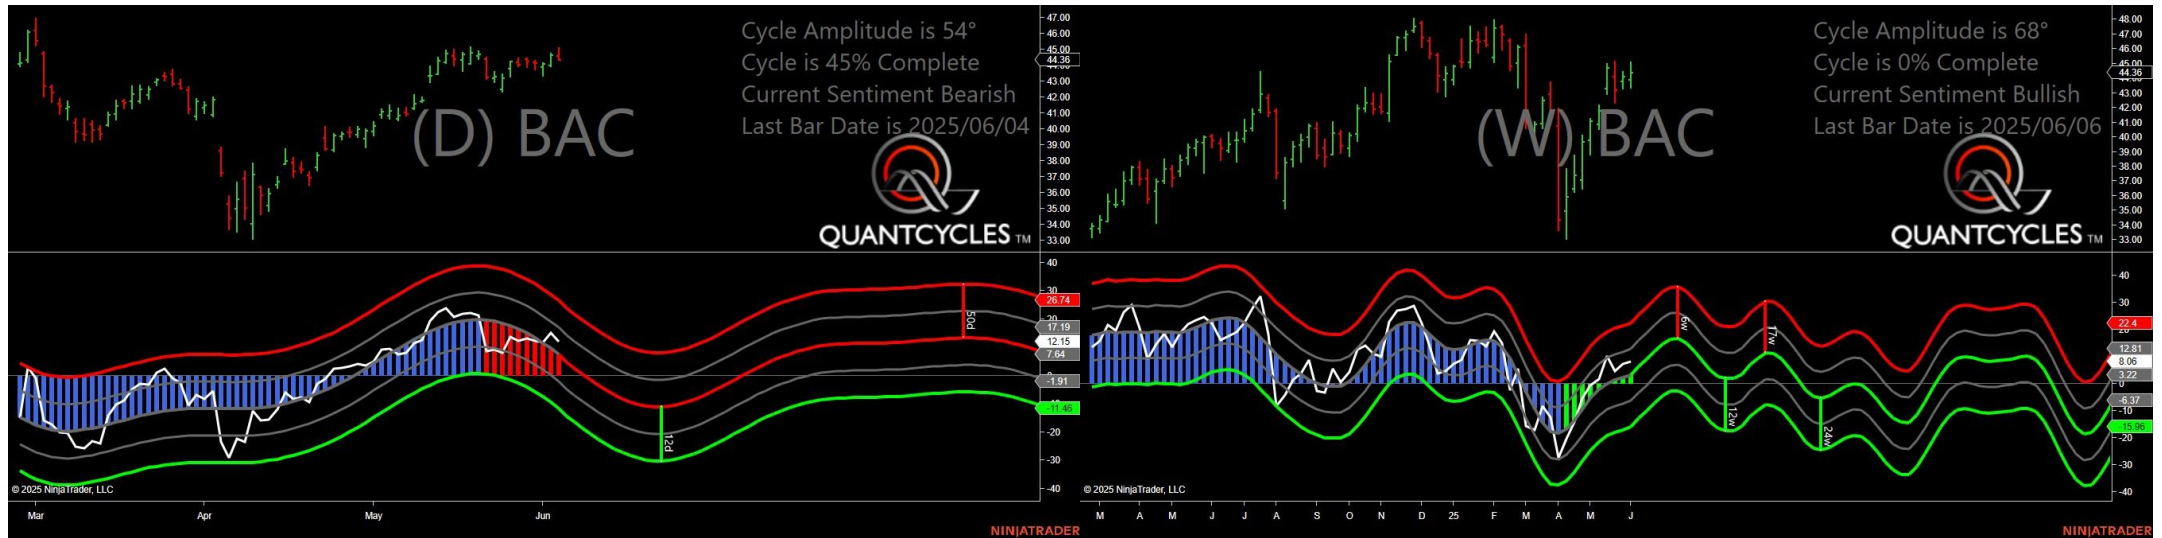 Cycle Amplitude is 54°
Cycle is 45% Complete
Current Sentiment Bearish
Last Bar Date is 2025/06/04
(D) BAC
QUANTCYCLES TM
47.00
46.00
45.00
44.36
43.00
42.00
41.00
40.00
39.00
38.00
37.00
36.00
35.00
34.00
33.00
40
30
26.74
20
17.19
12.15
7.64
0
-1.91
-11.46
-20
-30
-40
50d
12d
© 2025 NinjaTrader, LLC
Mar Apr May Jun
NINJATRADER
Cycle Amplitude is 68°
Cycle is 0% Complete
Current Sentiment Bullish
Last Bar Date is 2025/06/06
(W) BAC
QUANTCYCLES TM
48.00
47.00
46.00
45.00
44.36
43.00
42.00
41.00
40.00
39.00
38.00
37.00
36.00
35.00
34.00
33.00
40
30
22.4
12.81
8.06
3.22
0
-6.37
-10
-15.96
-20
-30
-40
6w
17w
12w
24w
© 2025 NinjaTrader, LLC
M A M J J A S O N D 25 F M A M J
NINJATRADER